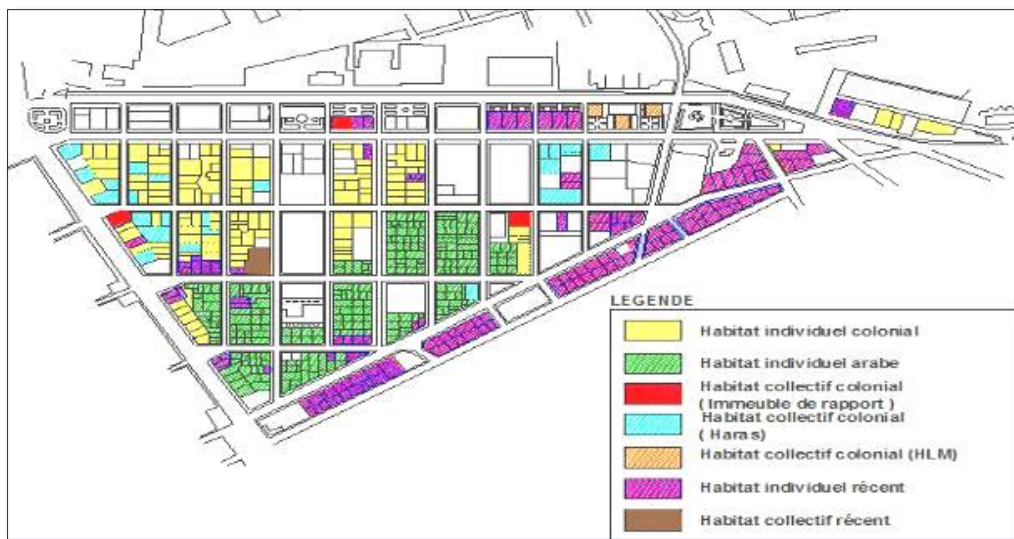 LEGENDE
Habitat individuel colonial
Habitat individuel arabe
Habitat collectif colonial
( Immeuble de rapport )
Habitat collectif colonial
( Haras)
Habitat collectif colonial (HLM)
Habitat individuel récent
Habitat collectif récent